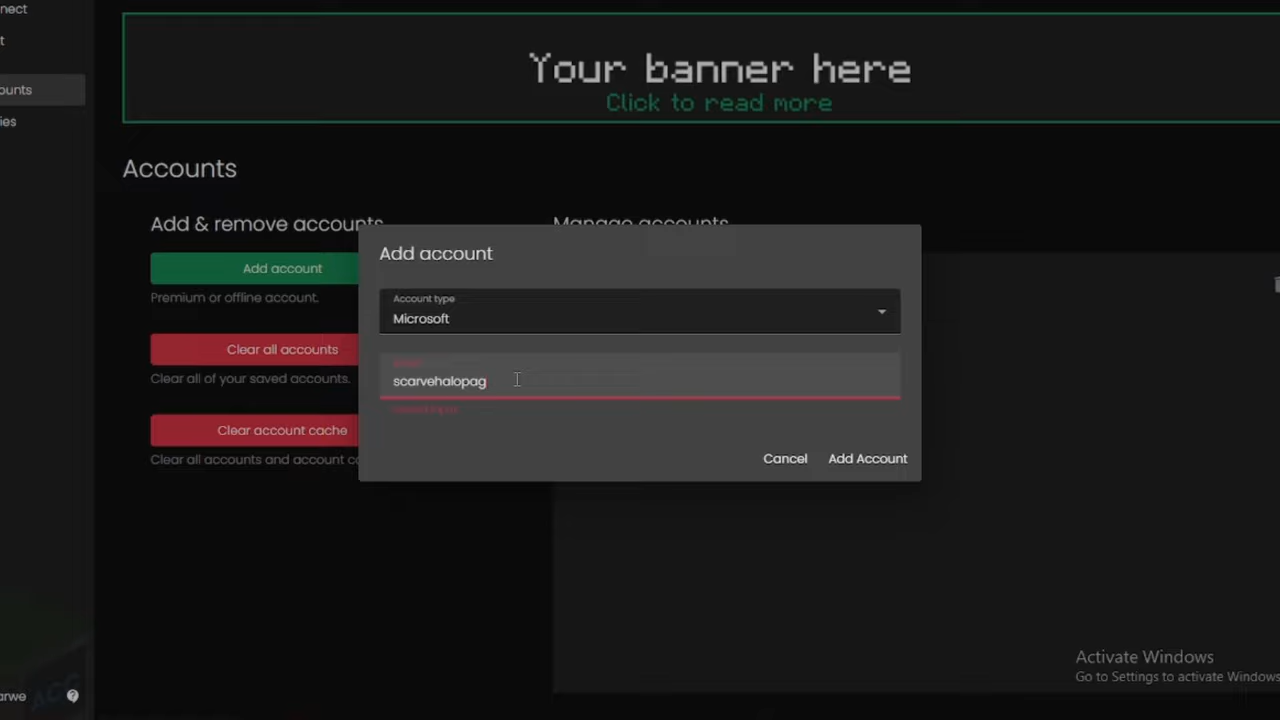 nnect
t
ounts
ies
Your banner here
Click to read more
Accounts
Add & remove accounts
Manage accounts
Add account
Premium or offline account.
Clear all accounts
Clear all of your saved accounts.
Clear account cache
Clear all accounts and account ca
Add account
Account type
Microsoft
scarvehalopag
Cancel
Add Account
Activate Windows
Go to Settings to activate Windows
arwe